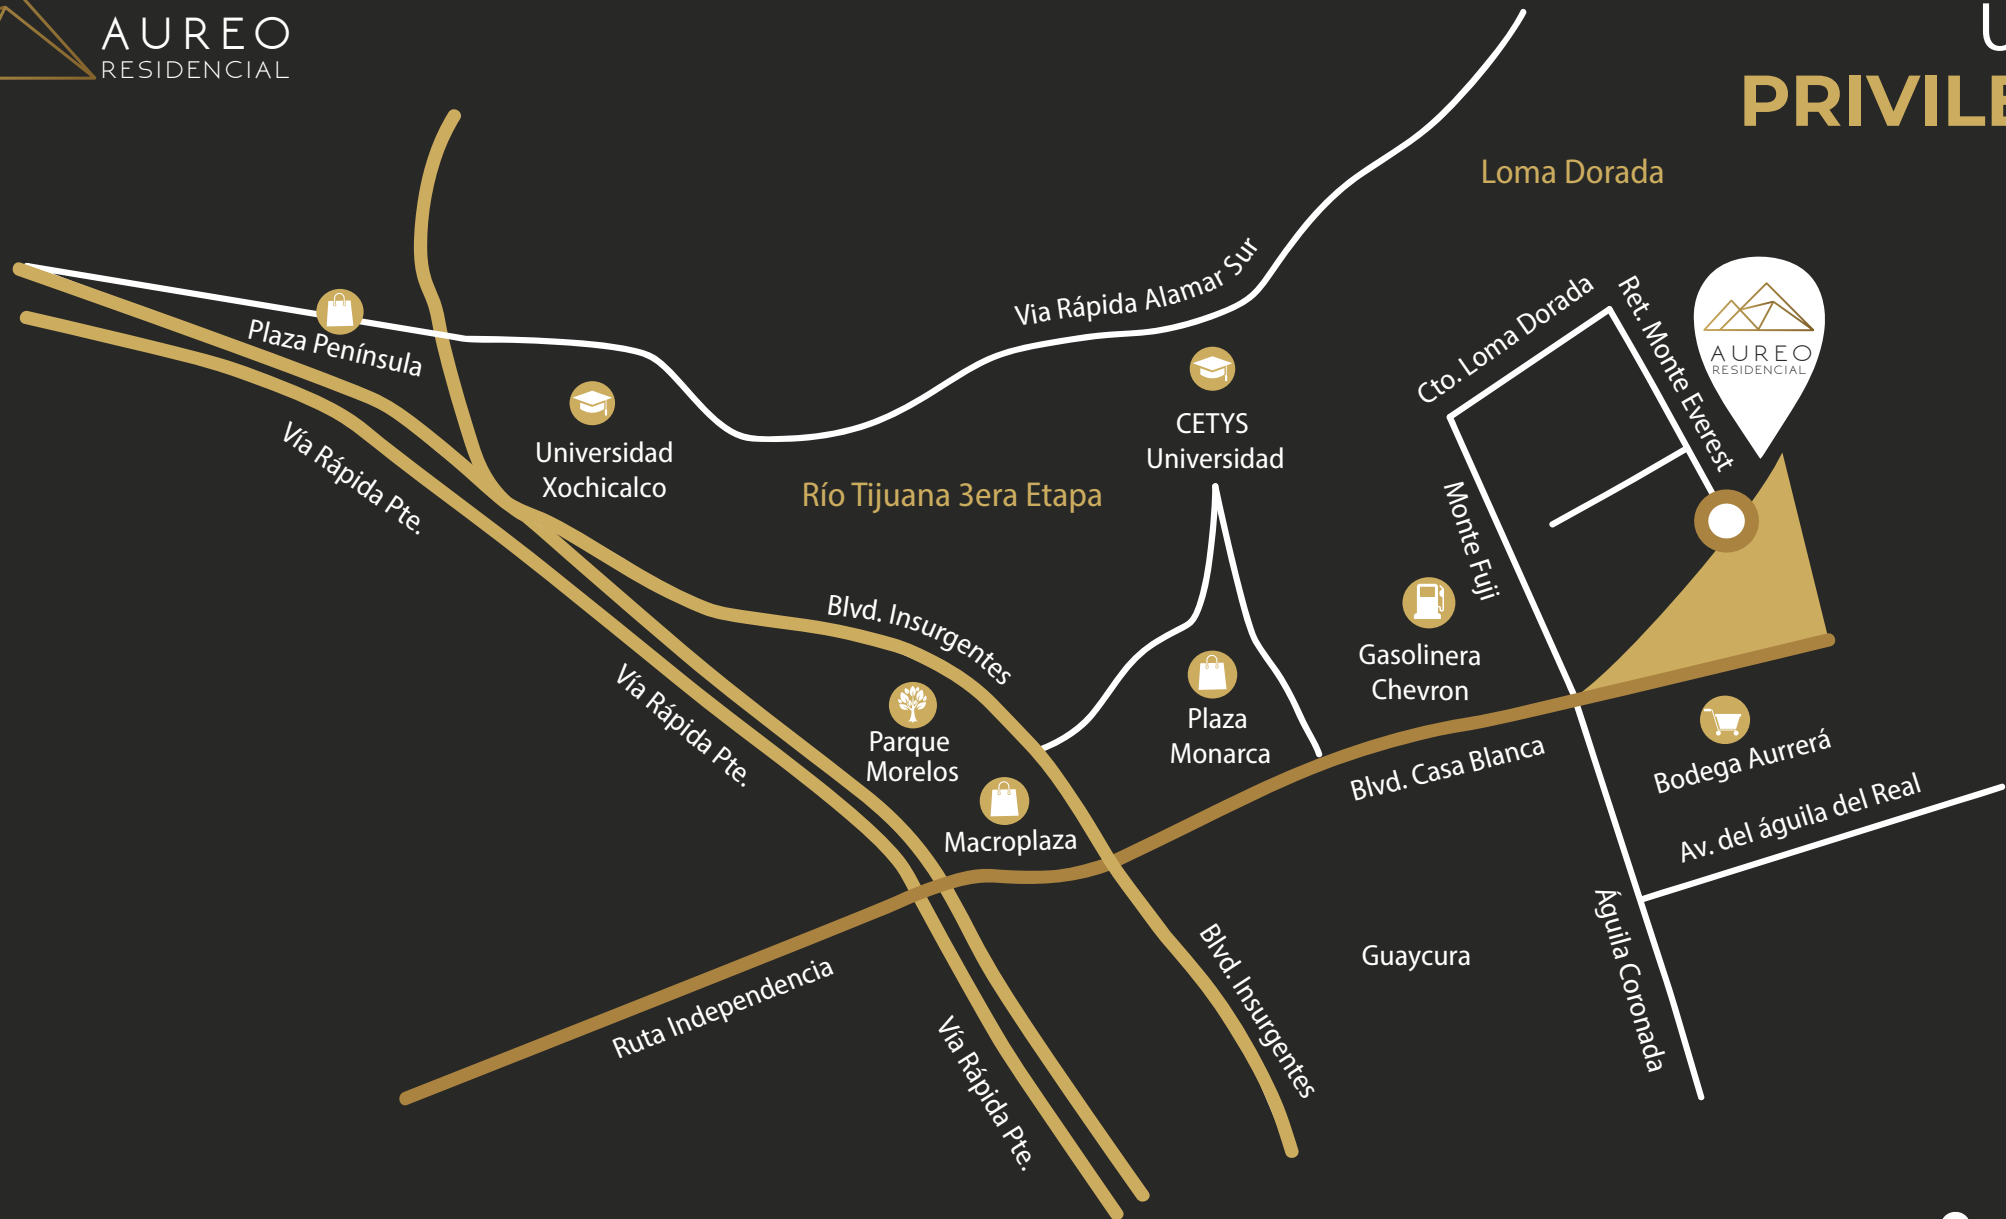 AUREO
RESIDENCIAL
Loma Dorada
Via Rápida Alamar Sur
Cto. Loma Dorada
Ret. Monte Everest
AUREO
RESIDENCIAL
Plaza Península
Vía Rápida Pte.
Universidad
Xochicalco
CETYS
Universidad
Río Tijuana 3era Etapa
Monte Fuji
Blvd. Insurgentes
Gasolinera
Chevron
Vía Rápida Pte.
Parque
Morelos
Plaza
Monarca
Macroplaza
Blvd. Casa Blanca
Bodega Aurrerá
Av. del águila del Real
Águila Coronada
Guaycura
Blvd. Insurgentes
Ruta Independencia
Vía Rápida Pte.